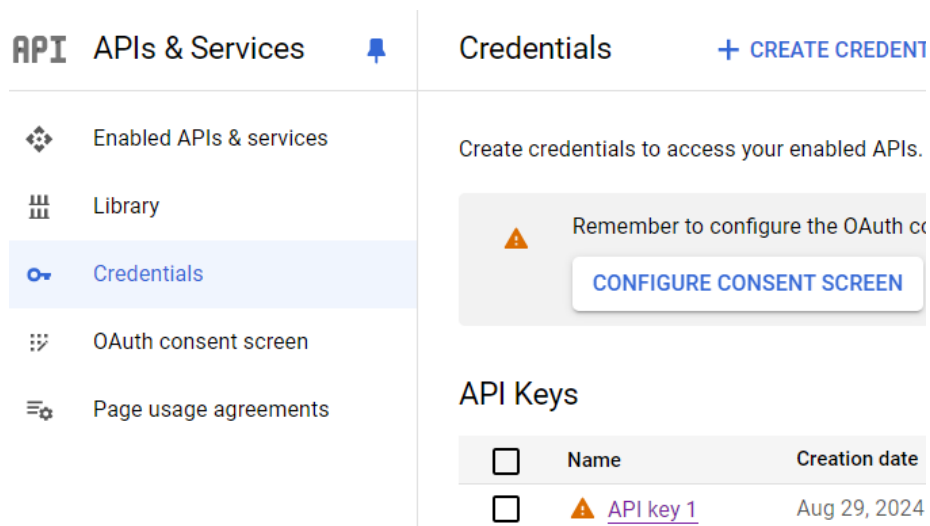 API APIs & Services
Enabled APIs & services
Library
Credentials
OAuth consent screen
Page usage agreements
Credentials
+ CREATE CREDENT
Create credentials to access your enabled APIs.
Remember to configure the OAuth co
CONFIGURE CONSENT SCREEN
API Keys
Name Creation date
API key 1 Aug 29, 2024